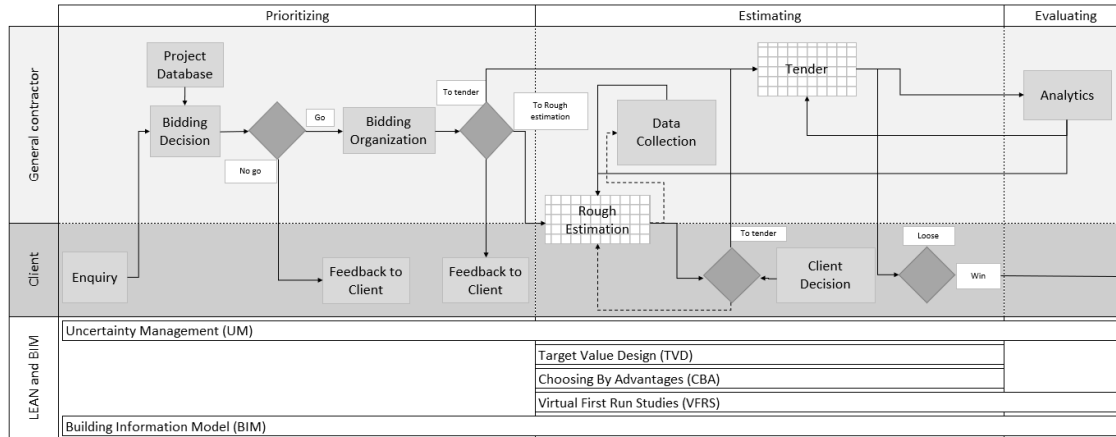 Prioritizing
Estimating
Evaluating
General contractor
Project
Database
Bidding
Decision
Go
No go
Bidding
Organization
To tender
To Rough
estimation
Data
Collection
Tender
Analytics
Rough
Estimation
Client
Enquiry
Feedback to
Client
Feedback to
Client
To tender
Client
Decision
Loose
Win
LEAN and BIM
Uncertainty Management (UM)
Target Value Design (TVD)
Choosing By Advantages (CBA)
Virtual First Run Studies (VFRS)
Building Information Model (BIM)